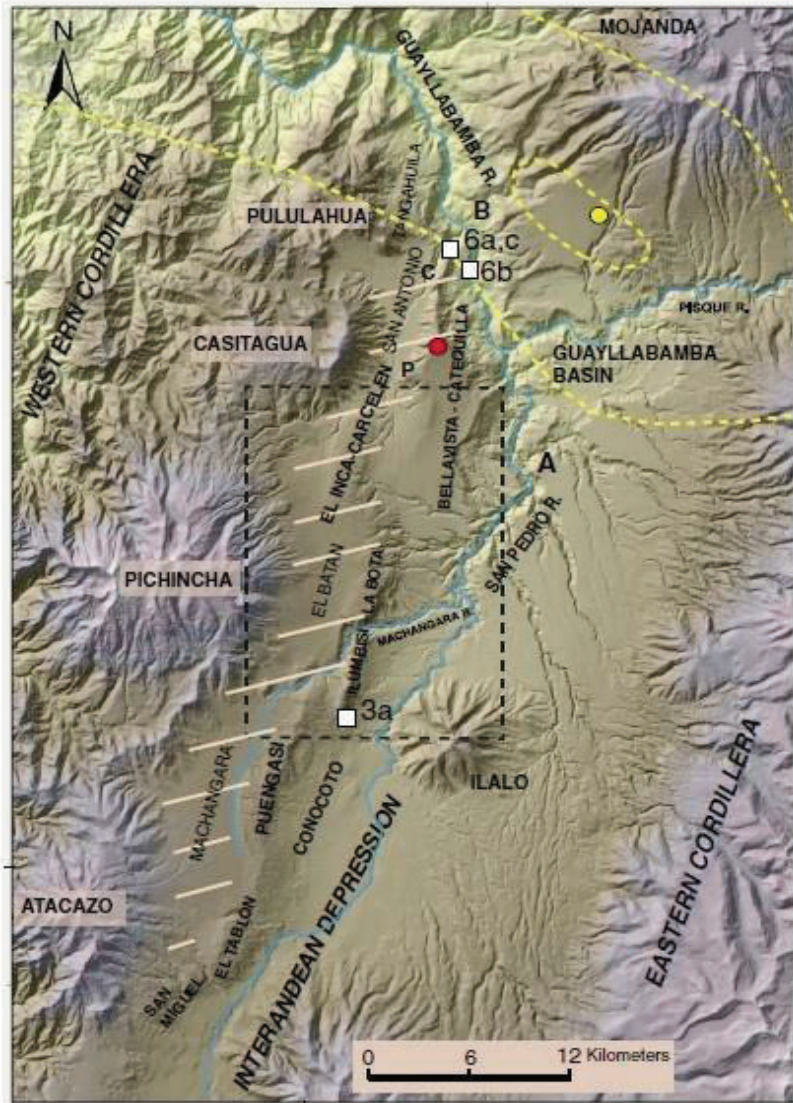 N
MOJANDA
GUAYLLABAMBA R.
WESTERN CORDILLERA
TANGAHUILA
PULULAHUA
B
6a,c
C
6b
SAN ANTONIO
PISQUE R.
CASITAGUA
GUAYLLABAMBA
BASIN
P
BELLAVISTA - CATEQUILLA
EL INCA-CARCELEN
A
SAN PEDRO R.
PICHINCHA
EL BATAN
ILUMBISI-LA BOTA
MACHANGARA R.
3a
MACHANGARA
PUENGASI
CONOCOTO
ILALO
INTERANDEAN DEPRESSION
EASTERN CORDILLERA
ATACAZO
EL TABLON
SAN
MIGUEL
0 6 12 Kilometers